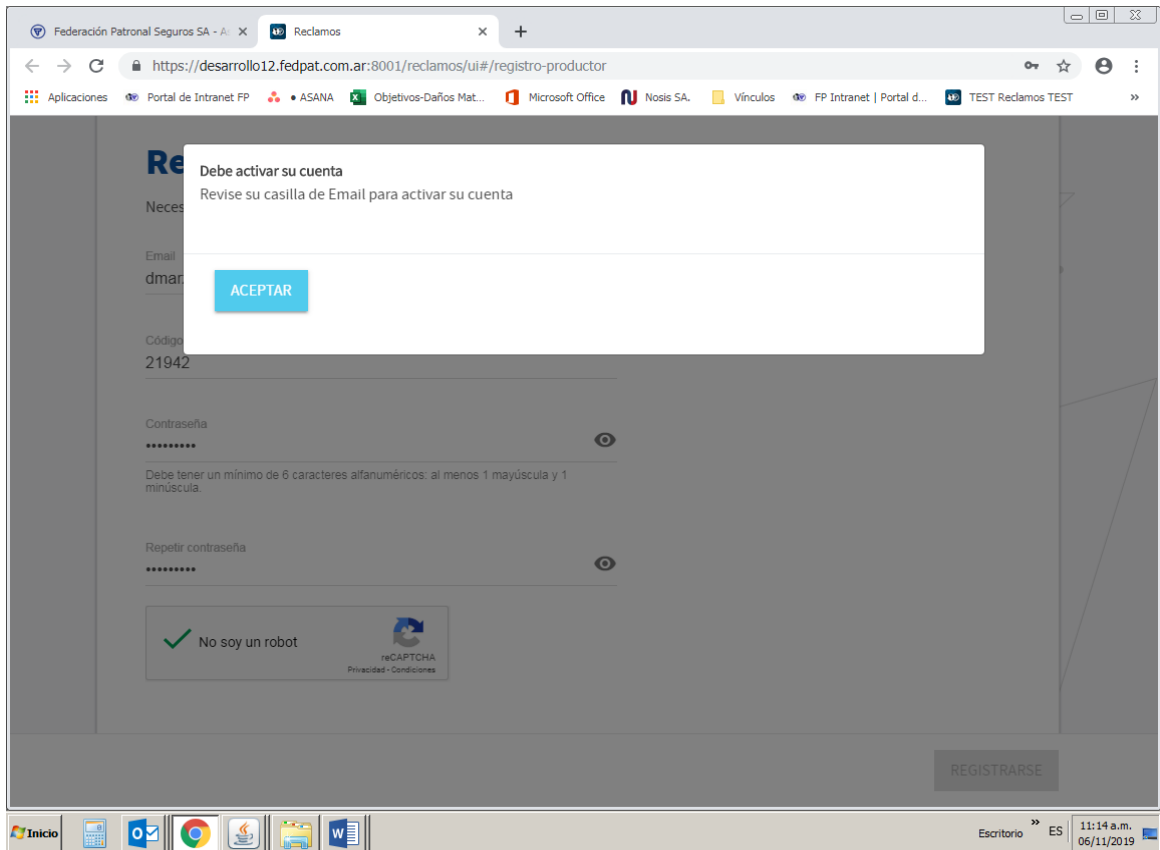 Federación Patronal Seguros SA - A
Reclamos
https://desarrollo12.fedpat.com.ar:8001/reclamos/ui#/registro-productor
Aplicaciones
Portal de Intranet FP
• ASANA
Objetivos-Daños Mat...
Microsoft Office
Nosis SA.
Vínculos
FP Intranet | Portal d...
TEST Reclamos TEST
»
Re
Debe activar su cuenta
Revise su casilla de Email para activar su cuenta
Neces
Email
dmar
ACEPTAR
Código
21942
Contraseña
•••••••••
Debe tener un mínimo de 6 caracteres alfanuméricos: al menos 1 mayúscula y 1
minúscula.
Repetir contraseña
•••••••••
No soy un robot
reCAPTCHA
Privacidad - Condiciones
REGISTRARSE
Inicio
Escritorio
»
ES
11:14 a.m.
06/11/2019